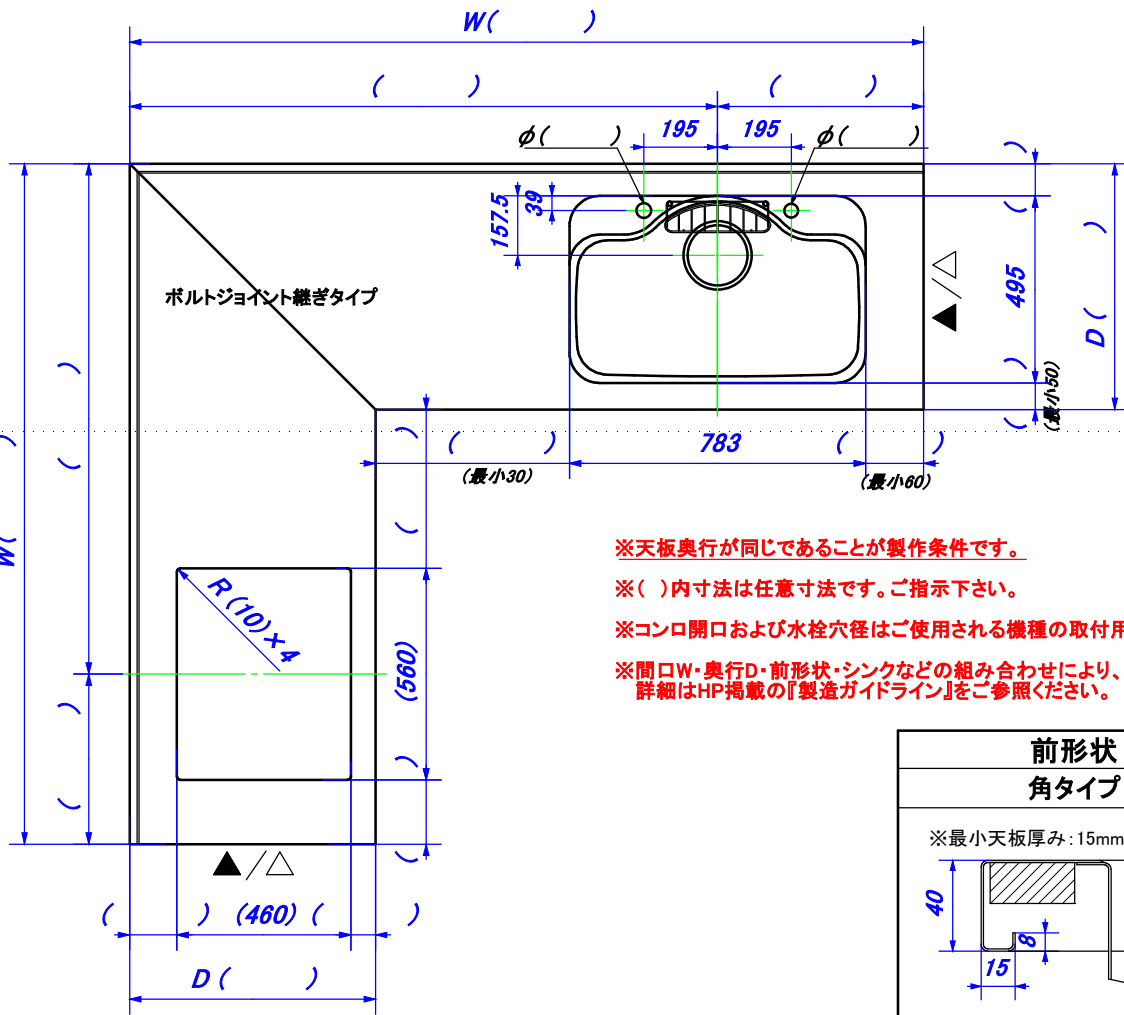 W( )
( ) ( )
φ( ) 195 195 φ( )
39
157.5
( )
ボルトジョイント継ぎタイプ
△/▲
495
D( )
( )
(最小50)
( ) 783 ( )
(最小30) (最小60)
W( )
( )
( )
( )
R(10)×4
(560)
( )
▲/△
( ) (460) ( )
D( )
※天板奥行が同じであることが製作条件です。
※( )内寸法は任意寸法です。ご指示下さい。
※コンロ開口および水栓穴径はご使用される機種の取付用
※間口W・奥行D・前形状・シンクなどの組み合わせにより、
詳細はHP掲載の『製造ガイドライン』をご参照ください。
前形状
角タイプ
※最小天板厚み:15mm
40
8
15